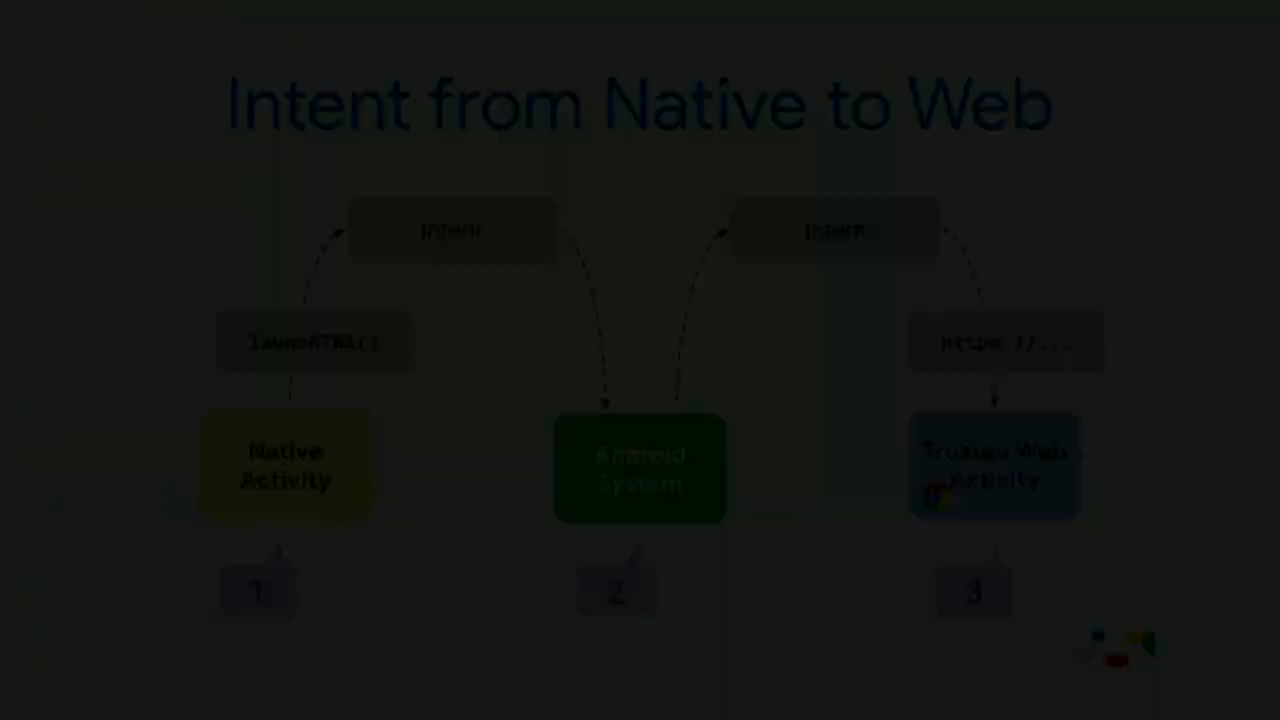 Intent from Native to Web
Intent
Intent
launchTWA()
https://...
Native
Activity
Android
System
Trusted Web
Activity
1
2
3